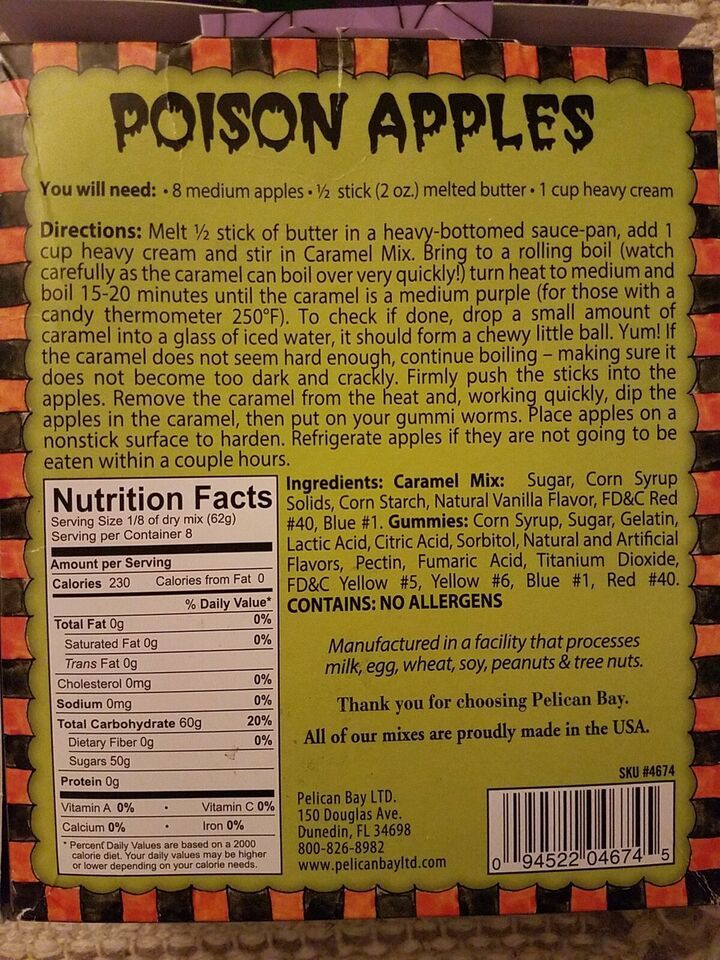 POISON APPLES
You will need: • 8 medium apples • ½ stick (2 oz.) melted butter • 1 cup heavy cream
Directions: Melt ½ stick of butter in a heavy-bottomed sauce-pan, add 1
cup heavy cream and stir in Caramel Mix. Bring to a rolling boil (watch
carefully as the caramel can boil over very quickly!) turn heat to medium and
boil 15-20 minutes until the caramel is a medium purple (for those with a
candy thermometer 250°F). To check if done, drop a small amount of
caramel into a glass of iced water, it should form a chewy little ball. Yum! If
the caramel does not seem hard enough, continue boiling – making sure it
does not become too dark and crackly. Firmly push the sticks into the
apples. Remove the caramel from the heat and, working quickly, dip the
apples in the caramel, then put on your gummi worms. Place apples on a
nonstick surface to harden. Refrigerate apples if they are not going to be
eaten within a couple hours.
Nutrition Facts
Serving Size 1/8 of dry mix (62g)
Serving per Container 8
Amount per Serving
Calories 230 Calories from Fat 0
% Daily Value*
Total Fat 0g 0%
Saturated Fat 0g 0%
Trans Fat 0g
Cholesterol 0mg 0%
Sodium 0mg 0%
Total Carbohydrate 60g 20%
Dietary Fiber 0g 0%
Sugars 50g
Protein 0g
Vitamin A 0% • Vitamin C 0%
Calcium 0% • Iron 0%
* Percent Daily Values are based on a 2000
calorie diet. Your daily values may be higher
or lower depending on your calorie needs.
Ingredients: Caramel Mix: Sugar, Corn Syrup
Solids, Corn Starch, Natural Vanilla Flavor, FD&C Red
#40, Blue #1. Gummies: Corn Syrup, Sugar, Gelatin,
Lactic Acid, Citric Acid, Sorbitol, Natural and Artificial
Flavors, Pectin, Fumaric Acid, Titanium Dioxide,
FD&C Yellow #5, Yellow #6, Blue #1, Red #40.
CONTAINS: NO ALLERGENS
Manufactured in a facility that processes
milk, egg, wheat, soy, peanuts & tree nuts.
Thank you for choosing Pelican Bay.
All of our mixes are proudly made in the USA.
SKU #4674
Pelican Bay LTD.
150 Douglas Ave.
Dunedin, FL 34698
800-826-8982
www.pelicanbayltd.com
0 94522 04674 5